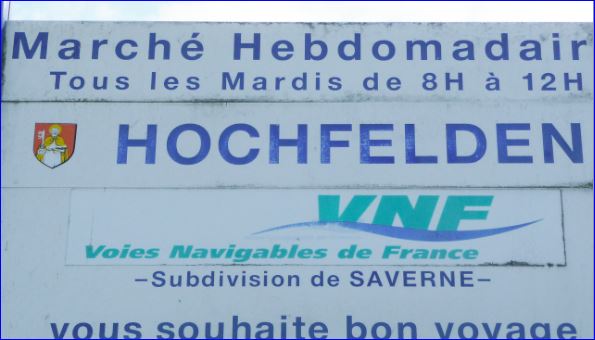 Marché Hebdomadair
Tous les Mardis de 8H à 12H
HOCHFELDEN
VNF
Voies Navigables de France
–Subdivision de SAVERNE–
vous souhaite bon voyage